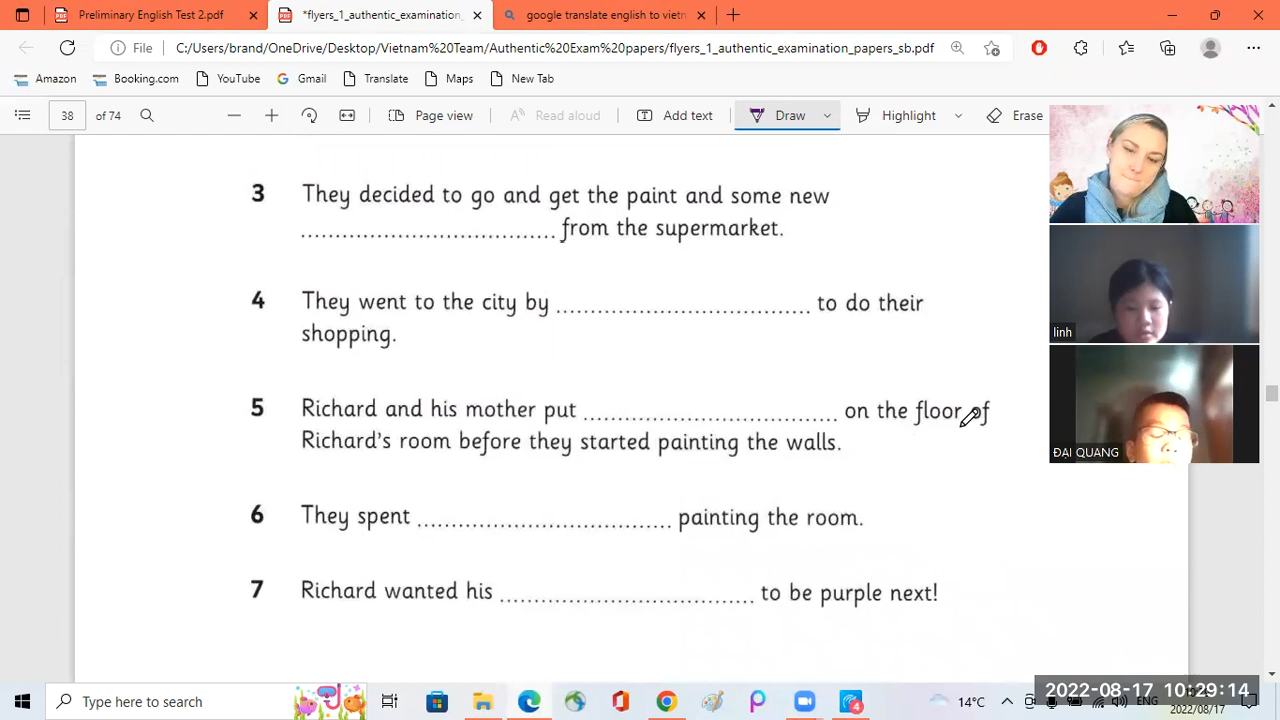 Preliminary English Test 2.pdf
*flyers_1_authentic_examination_
google translate english to vietn
File
C:/Users/brand/OneDrive/Desktop/Vietnam%20Team/Authentic%20Exam%20papers/flyers_1_authentic_examination_papers_sb.pdf
Amazon
Booking.com
YouTube
Gmail
Translate
Maps
New Tab
38 of 74
Page view
Read aloud
Add text
Draw
Highlight
Erase
3 They decided to go and get the paint and some new
.................................... from the supermarket.
4 They went to the city by .................................... to do their
shopping.
5 Richard and his mother put .................................... on the floor of
Richard's room before they started painting the walls.
6 They spent .................................... painting the room.
7 Richard wanted his .................................... to be purple next!
linh
ĐẠI QUANG
Type here to search
4
14°C
ENG
2022-08-17 10:29:14
2022/08/17